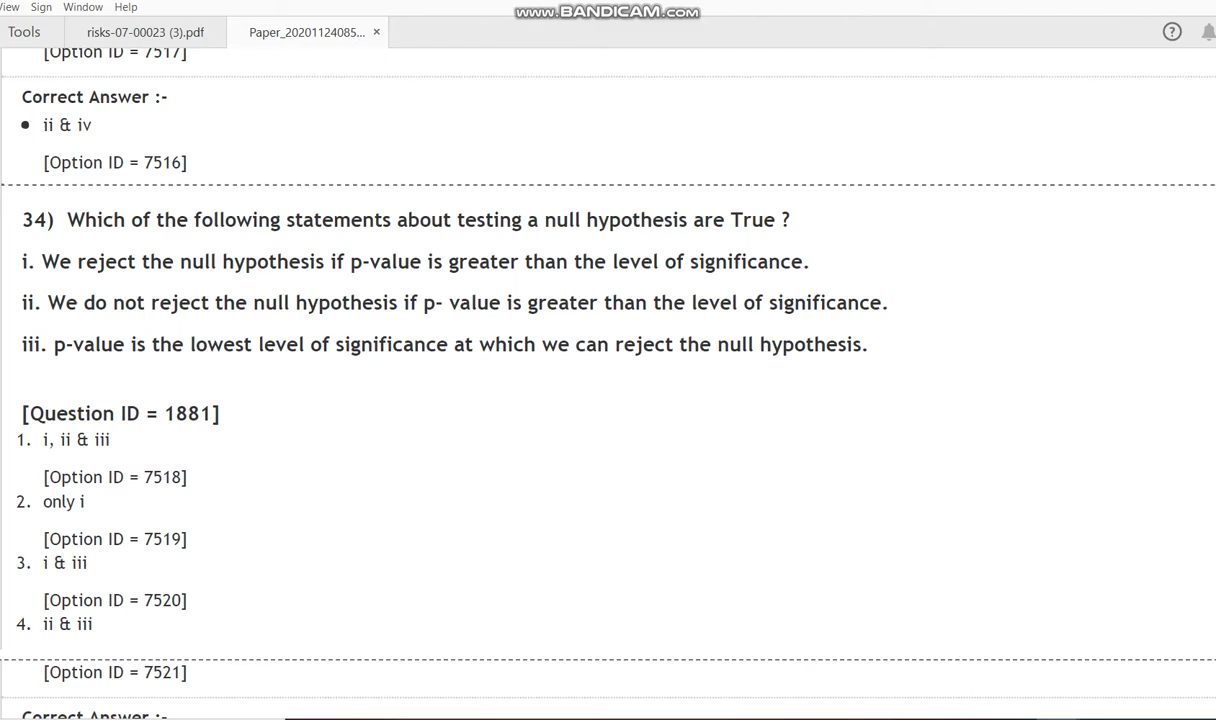 View Sign Window Help
www.BANDICAM.com
Tools risks-07-00023 (3).pdf Paper_20201124085... ×
[Option ID = 7517]
Correct Answer :-
● ii & iv
[Option ID = 7516]
34) Which of the following statements about testing a null hypothesis are True ?
i. We reject the null hypothesis if p-value is greater than the level of significance.
ii. We do not reject the null hypothesis if p- value is greater than the level of significance.
iii. p-value is the lowest level of significance at which we can reject the null hypothesis.
[Question ID = 1881]
1. i, ii & iii
[Option ID = 7518]
2. only i
[Option ID = 7519]
3. i & iii
[Option ID = 7520]
4. ii & iii
[Option ID = 7521]
Correct Answer :-